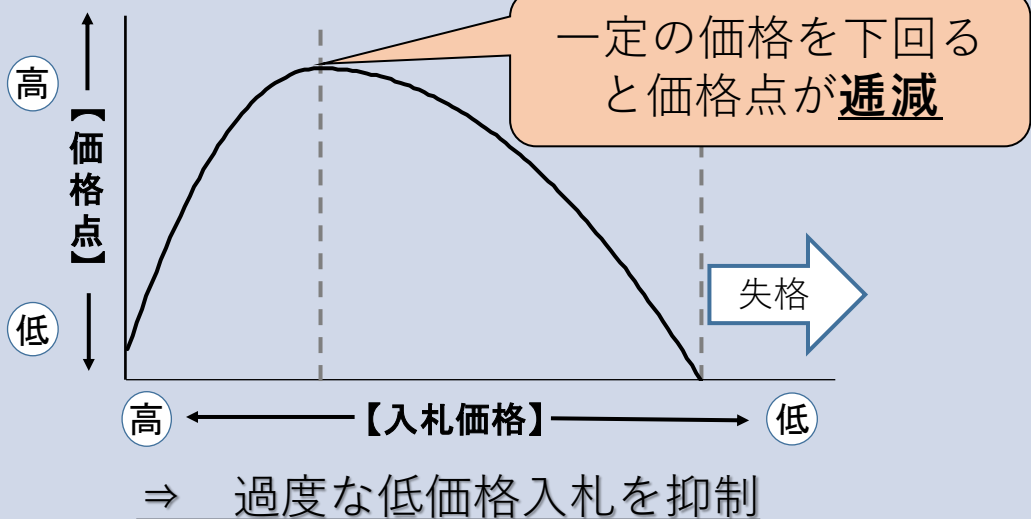 一定の価格を下回る
と価格点が逓減
高
【価格点】
低
失格
高
【入札価格】
低
⇒ 過度な低価格入札を抑制